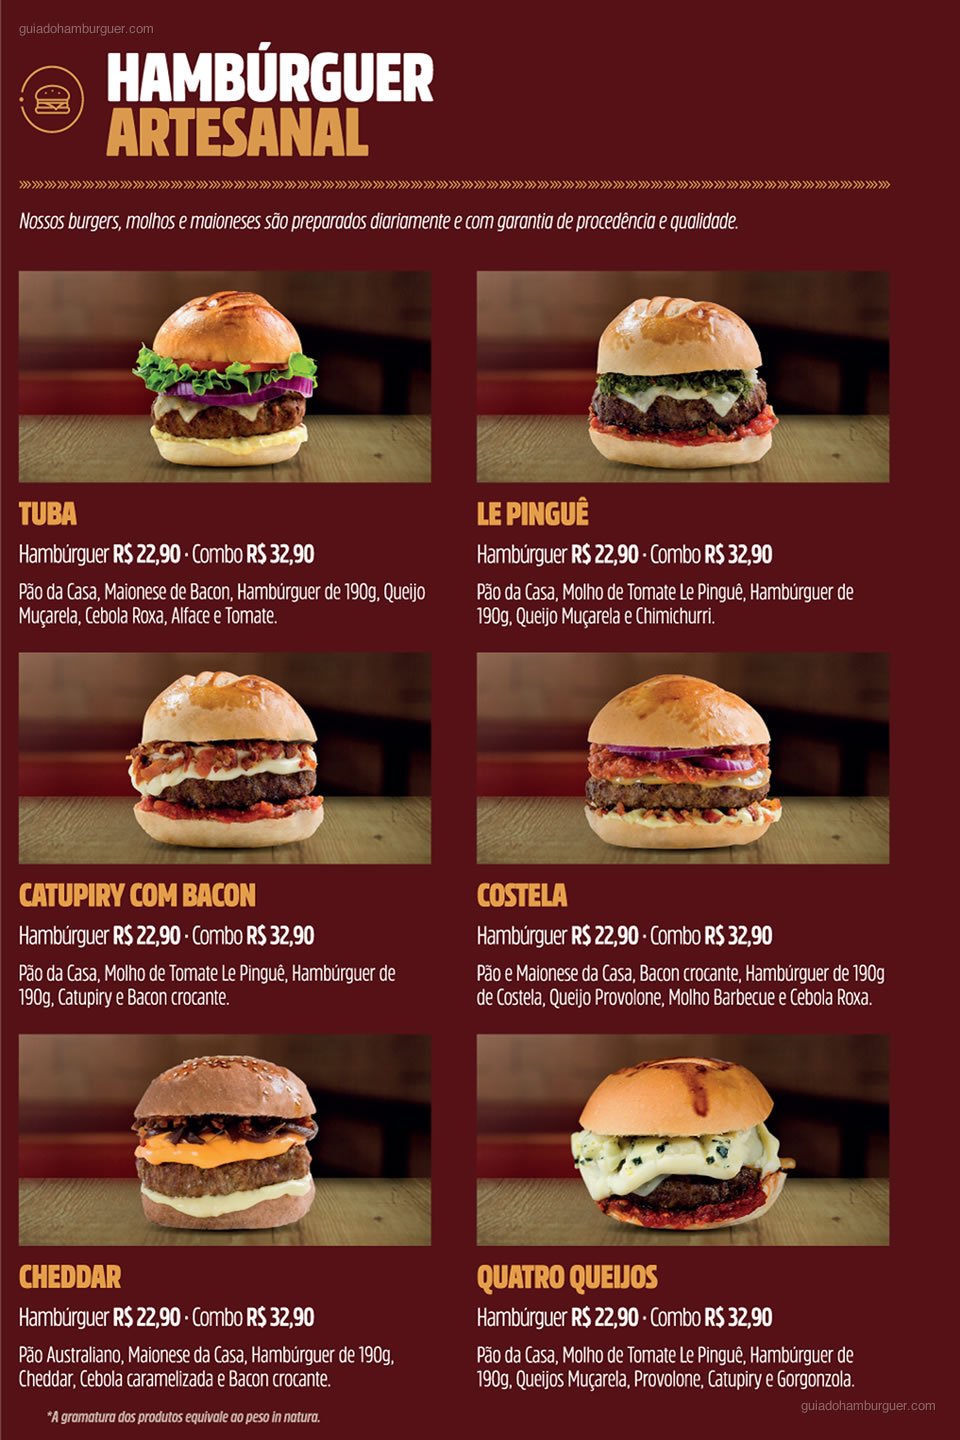 guiadohamburguer.com
HAMBÚRGUER
ARTESANAL
Nossos burgers, molhos e maioneses são preparados diariamente e com garantia de procedência e qualidade.
TUBA
Hambúrguer R$ 22,90 · Combo R$ 32,90
Pão da Casa, Maionese de Bacon, Hambúrguer de 190g, Queijo
Muçarela, Cebola Roxa, Alface e Tomate.
LE PINGUÊ
Hambúrguer R$ 22,90 · Combo R$ 32,90
Pão da Casa, Molho de Tomate Le Pinguê, Hambúrguer de
190g, Queijo Muçarela e Chimichurri.
CATUPIRY COM BACON
Hambúrguer R$ 22,90 · Combo R$ 32,90
Pão da Casa, Molho de Tomate Le Pinguê, Hambúrguer de
190g, Catupiry e Bacon crocante.
COSTELA
Hambúrguer R$ 22,90 · Combo R$ 32,90
Pão e Maionese da Casa, Bacon crocante, Hambúrguer de 190g
de Costela, Queijo Provolone, Molho Barbecue e Cebola Roxa.
CHEDDAR
Hambúrguer R$ 22,90 · Combo R$ 32,90
Pão Australiano, Maionese da Casa, Hambúrguer de 190g,
Cheddar, Cebola caramelizada e Bacon crocante.
QUATRO QUEIJOS
Hambúrguer R$ 22,90 · Combo R$ 32,90
Pão da Casa, Molho de Tomate Le Pinguê, Hambúrguer de
190g, Queijos Muçarela, Provolone, Catupiry e Gorgonzola.
*A gramatura dos produtos equivale ao peso in natura.
guiadohamburguer.com